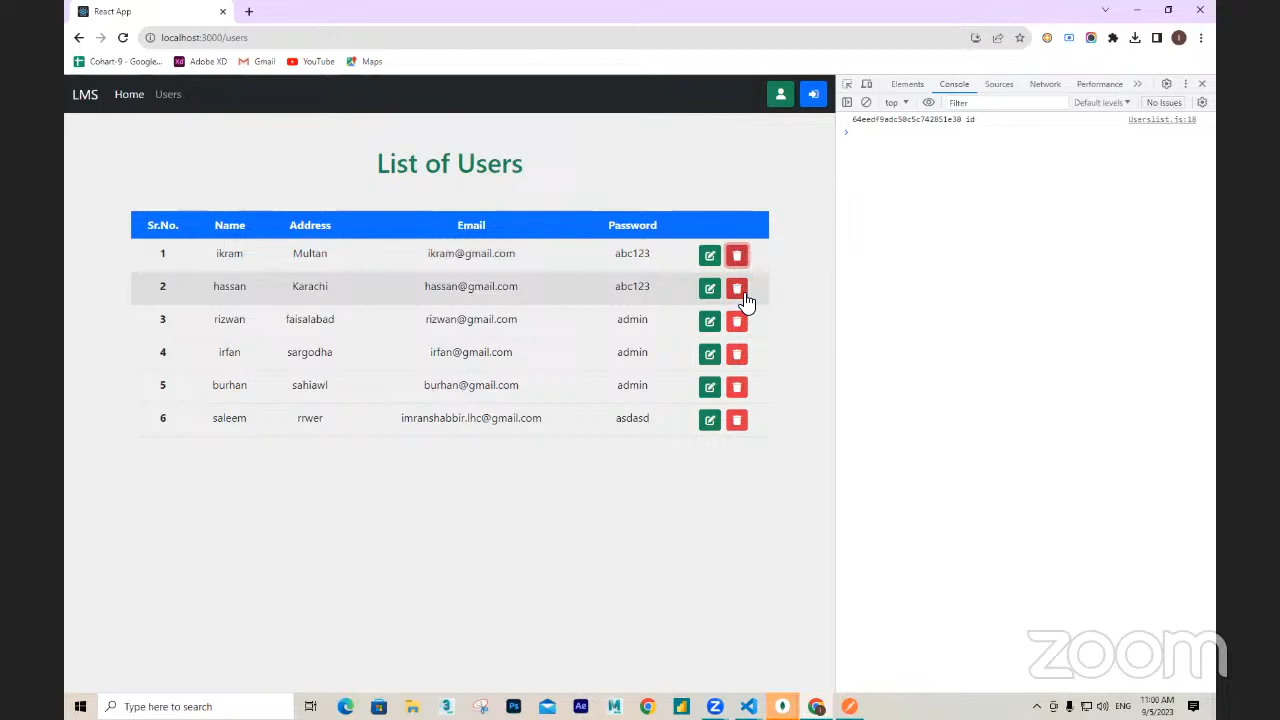 React App
localhost:3000/users
Cohart-9 - Google...
Adobe XD
Gmail
YouTube
Maps
LMS Home Users
Elements Console Sources Network Performance
top Filter Default levels No Issues
64eedf9adc50c5c742851e30 id Userslist.js:18
List of Users
Sr.No. Name Address Email Password
1 ikram Multan ikram@gmail.com abc123
2 hassan Karachi hassan@gmail.com abc123
3 rizwan faisalabad rizwan@gmail.com admin
4 irfan sargodha irfan@gmail.com admin
5 burhan sahiawl burhan@gmail.com admin
6 saleem rrwer imranshabbir.lhc@gmail.com asdasd
zoom
Type here to search
ENG
11:00 AM
9/5/2023